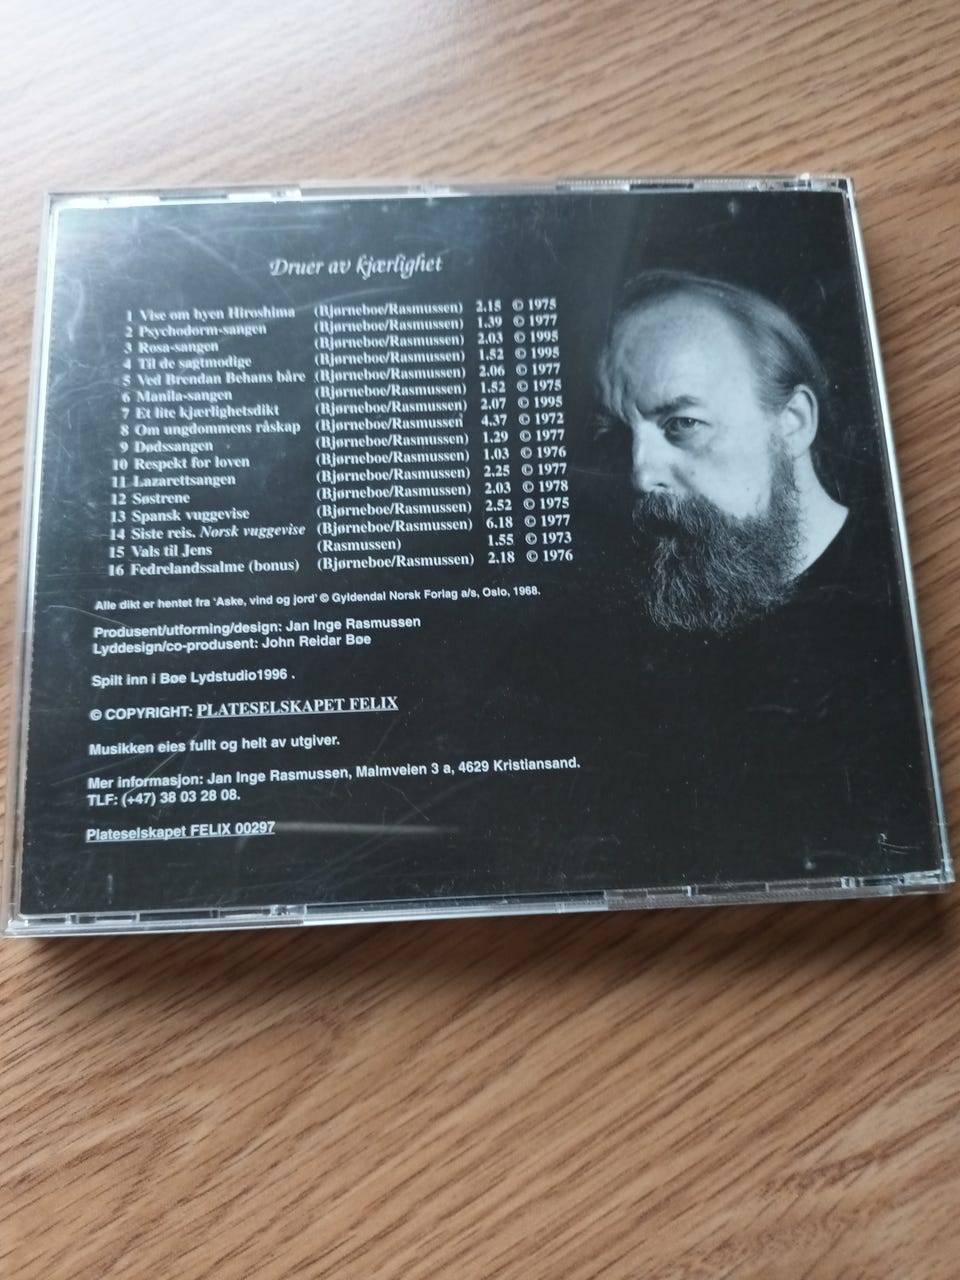 Druer av kjærlighet
1 Vise om byen Hiroshima (Bjørneboe/Rasmussen) 2.15 © 1975
2 Psychodorm-sangen (Bjørneboe/Rasmussen) 1.39 © 1977
3 Rosa-sangen (Bjørneboe/Rasmussen) 2.03 © 1995
4 Til de sagtmodige (Bjørneboe/Rasmussen) 1.52 © 1995
5 Ved Brendan Behans båre (Bjørneboe/Rasmussen) 2.06 © 1977
6 Manila-sangen (Bjørneboe/Rasmussen) 1.52 © 1975
7 Et lite kjærlighetsdikt (Bjørneboe/Rasmussen) 2.07 © 1995
8 Om ungdommens råskap (Bjørneboe/Rasmussen) 4.37 © 1972
9 Dødssangen (Bjørneboe/Rasmussen) 1.29 © 1977
10 Respekt for loven (Bjørneboe/Rasmussen) 1.03 © 1976
11 Lazarettsangen (Bjørneboe/Rasmussen) 2.25 © 1977
12 Søstrene (Bjørneboe/Rasmussen) 2.03 © 1978
13 Spansk vuggevise (Bjørneboe/Rasmussen) 2.52 © 1975
14 Siste reis. Norsk vuggevise (Bjørneboe/Rasmussen) 6.18 © 1977
15 Vals til Jens (Rasmussen) 1.55 © 1973
16 Fedrelandssalme (bonus) (Bjørneboe/Rasmussen) 2.18 © 1976
Alle dikt er hentet fra 'Aske, vind og jord' © Gyldendal Norsk Forlag a/s, Oslo, 1968.
Produsent/utforming/design: Jan Inge Rasmussen
Lyddesign/co-produsent: John Reidar Bøe
Spilt inn i Bøe Lydstudio1996 .
© COPYRIGHT: PLATESELSKAPET FELIX
Musikken eies fullt og helt av utgiver.
Mer informasjon: Jan Inge Rasmussen, Malmveien 3 a, 4629 Kristiansand.
TLF: (+47) 38 03 28 08.
Plateselskapet FELIX 00297